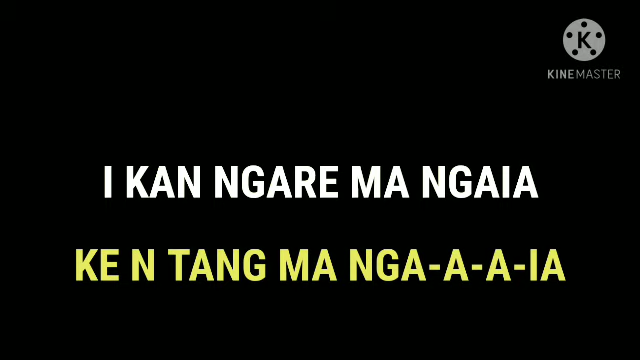 KINEMASTER
I KAN NGARE MA NGAIA
KE N TANG MA NGA-A-A-IA